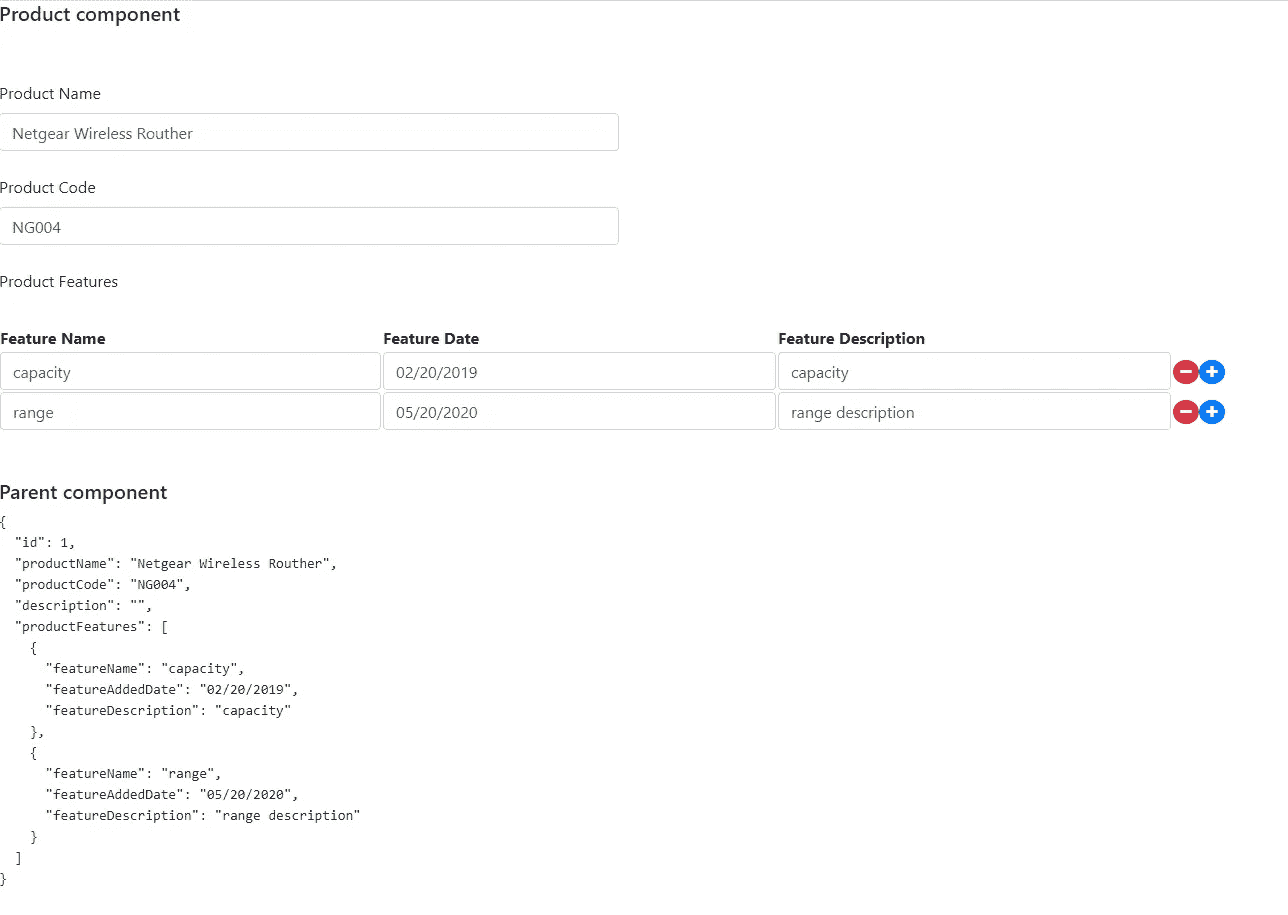 Product component
Product Name
Netgear Wireless Routher
Product Code
NG004
Product Features
Feature Name Feature Date Feature Description
capacity 02/20/2019 capacity
range 05/20/2020 range description
Parent component
{
  "id": 1,
  "productName": "Netgear Wireless Routher",
  "productCode": "NG004",
  "description": "",
  "productFeatures": [
    {
      "featureName": "capacity",
      "featureAddedDate": "02/20/2019",
      "featureDescription": "capacity"
    },
    {
      "featureName": "range",
      "featureAddedDate": "05/20/2020",
      "featureDescription": "range description"
    }
  ]
}